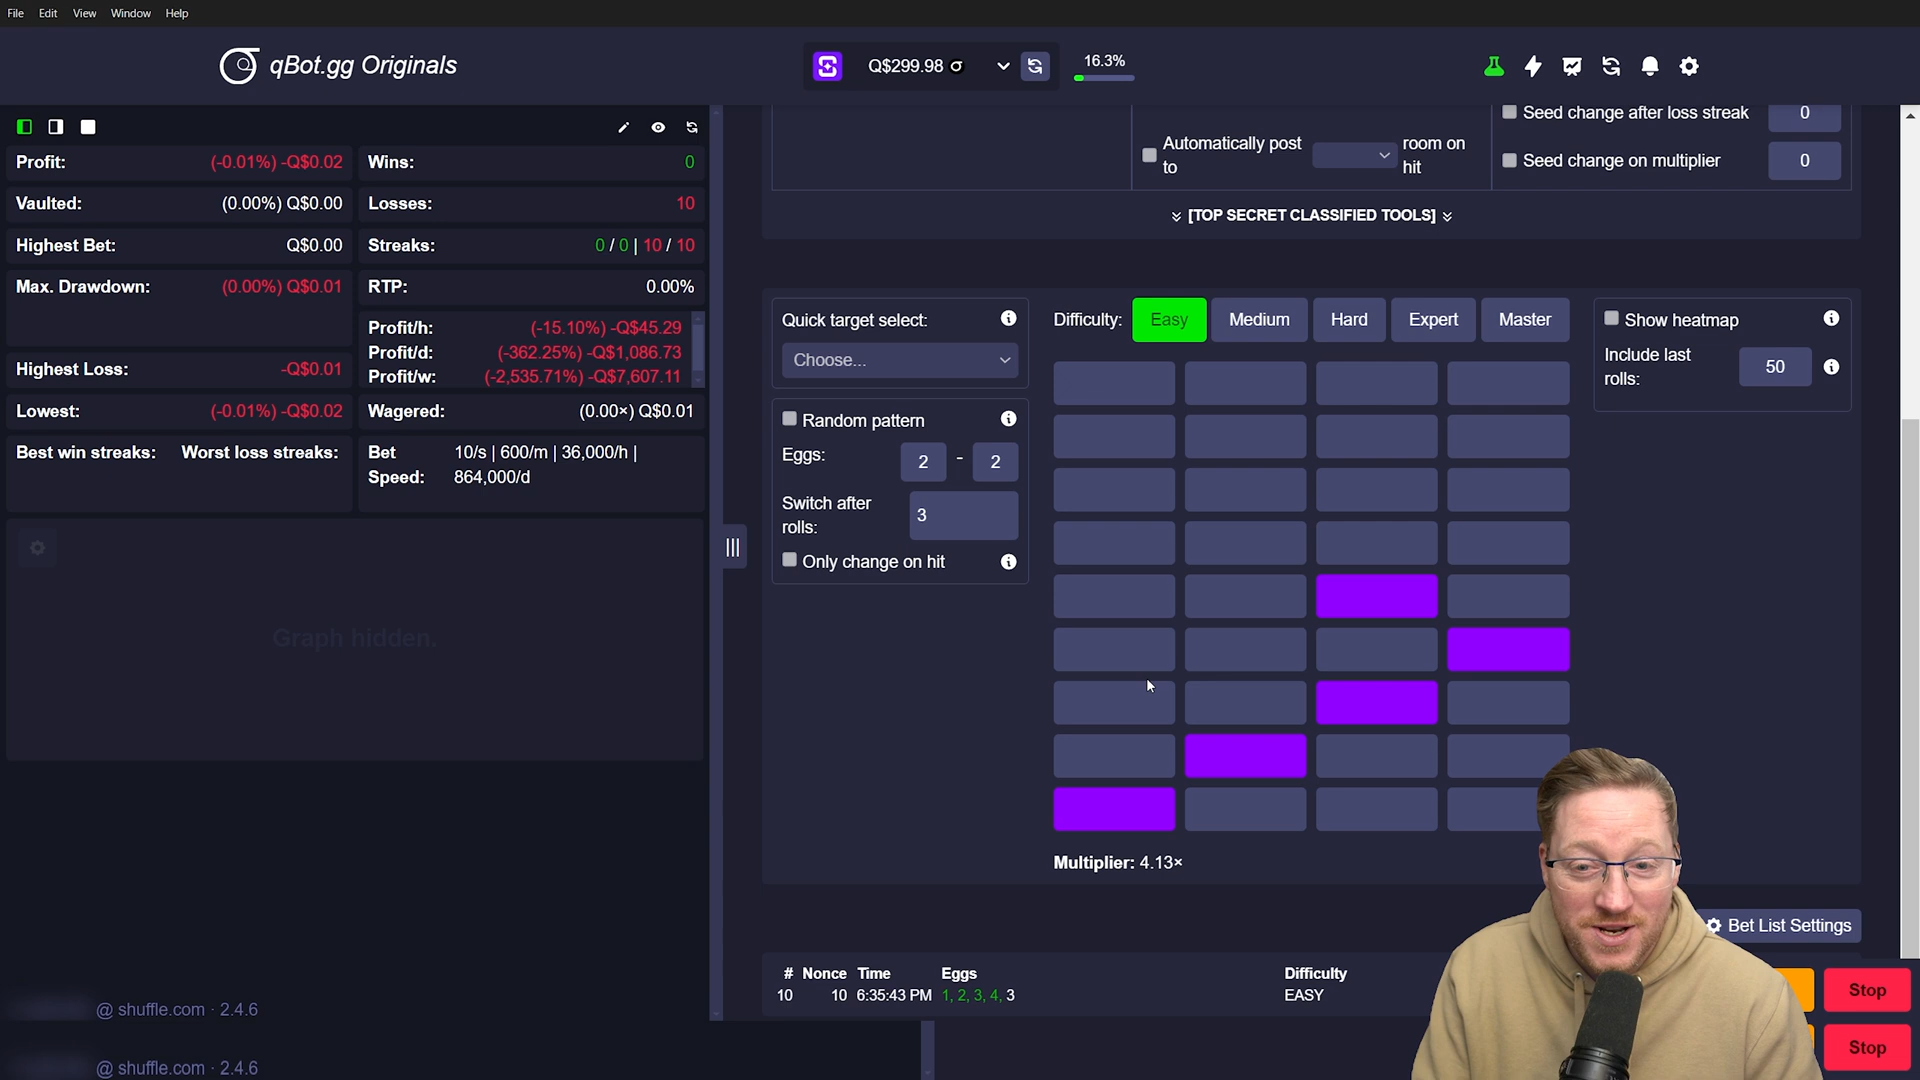 File Edit View Window Help
qBot.gg Originals
Q$299.98
16.3%
Profit: (-0.01%) -Q$0.02
Wins: 0
Vaulted: (0.00%) Q$0.00
Losses: 10
Highest Bet: Q$0.00
Streaks: 0 / 0 | 10 / 10
Max. Drawdown: (0.00%) Q$0.01
RTP: 0.00%
Profit/h: (-15.10%) -Q$45.29
Profit/d: (-362.25%) -Q$1,086.73
Profit/w: (-2,535.71%) -Q$7,607.11
Highest Loss: -Q$0.01
Lowest: (-0.01%) -Q$0.02
Wagered: (0.00×) Q$0.01
Best win streaks: Worst loss streaks:
Bet Speed: 10/s | 600/m | 36,000/h |
864,000/d
Graph hidden.
@ shuffle.com · 2.4.6
@ shuffle.com · 2.4.6
Automatically post to
room on hit
Seed change after loss streak 0
Seed change on multiplier 0
[TOP SECRET CLASSIFIED TOOLS]
Quick target select:
Choose...
Random pattern
Eggs: 2 - 2
Switch after rolls: 3
Only change on hit
Difficulty: Easy Medium Hard Expert Master
Multiplier: 4.13×
Show heatmap
Include last rolls: 50
Bet List Settings
# Nonce Time Eggs Difficulty
10 10 6:35:43 PM 1, 2, 3, 4, 3 EASY
Stop
Stop